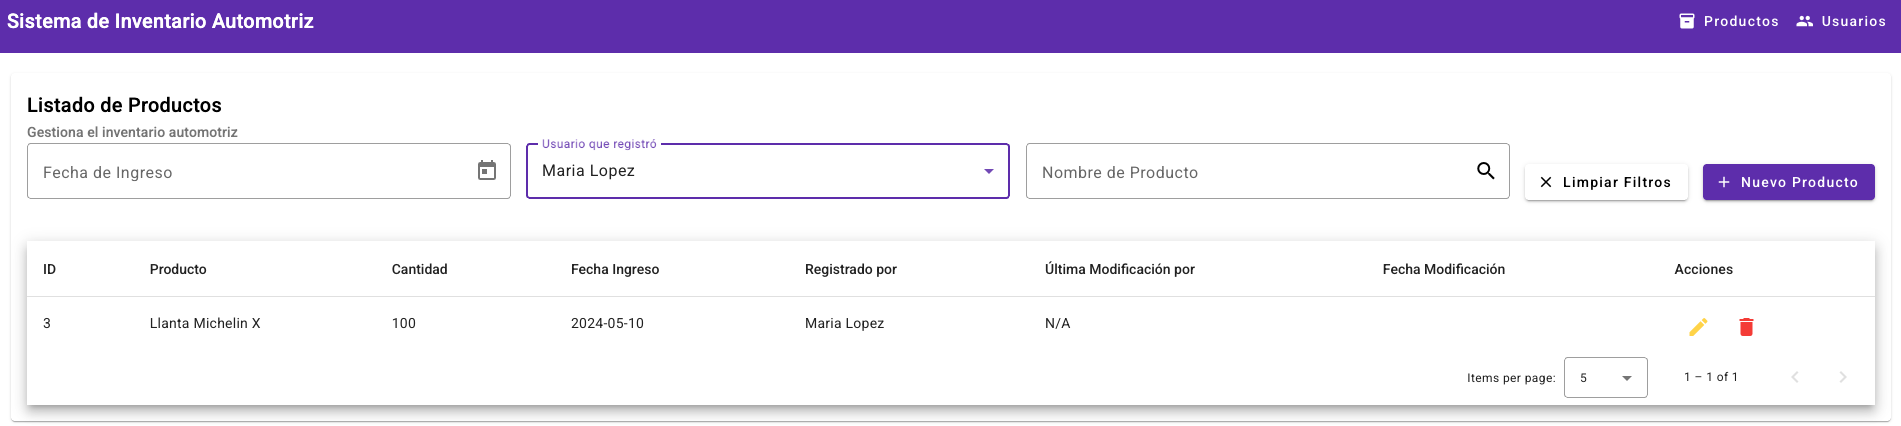 Sistema de Inventario Automotriz
Productos
Usuarios
Listado de Productos
Gestiona el inventario automotriz
Fecha de Ingreso
Usuario que registró
Maria Lopez
Nombre de Producto
Limpiar Filtros
Nuevo Producto
ID Producto Cantidad Fecha Ingreso Registrado por Última Modificación por Fecha Modificación Acciones
3 Llanta Michelin X 100 2024-05-10 Maria Lopez N/A
Items per page: 5 1 – 1 of 1